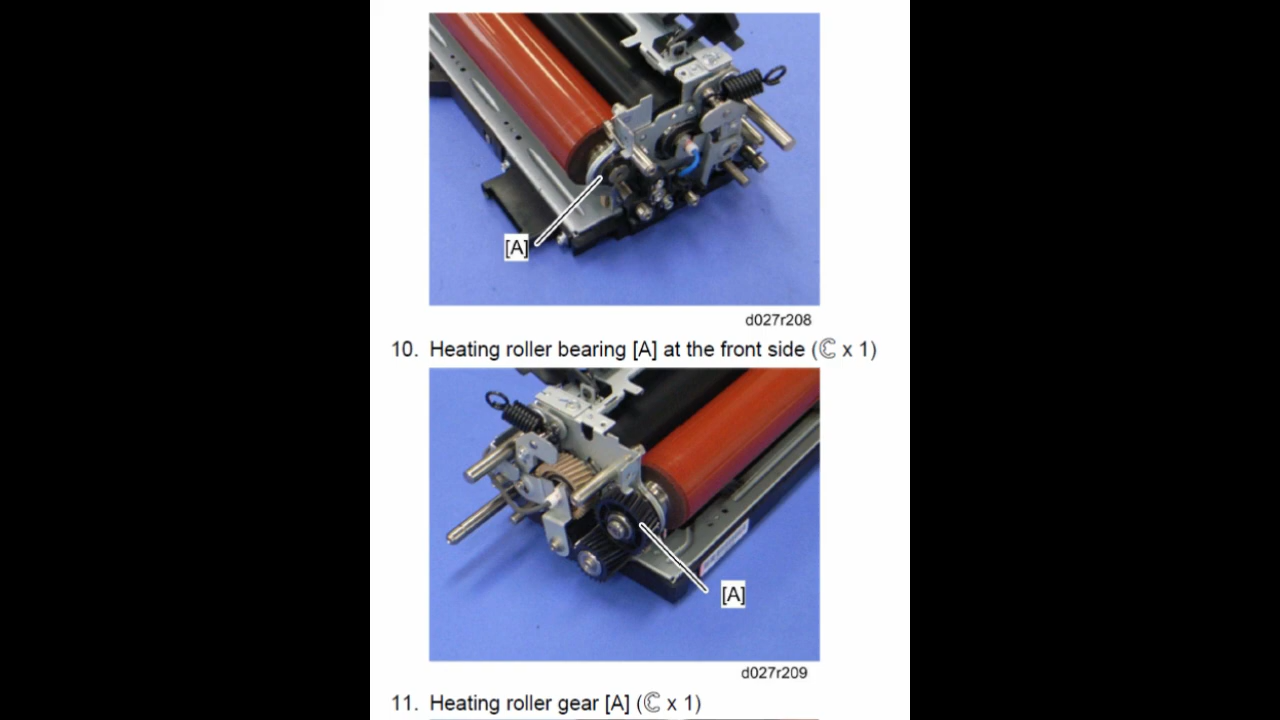 [A]
d027r208
10. Heating roller bearing [A] at the front side (ℂ x 1)
[A]
d027r209
11. Heating roller gear [A] (ℂ x 1)